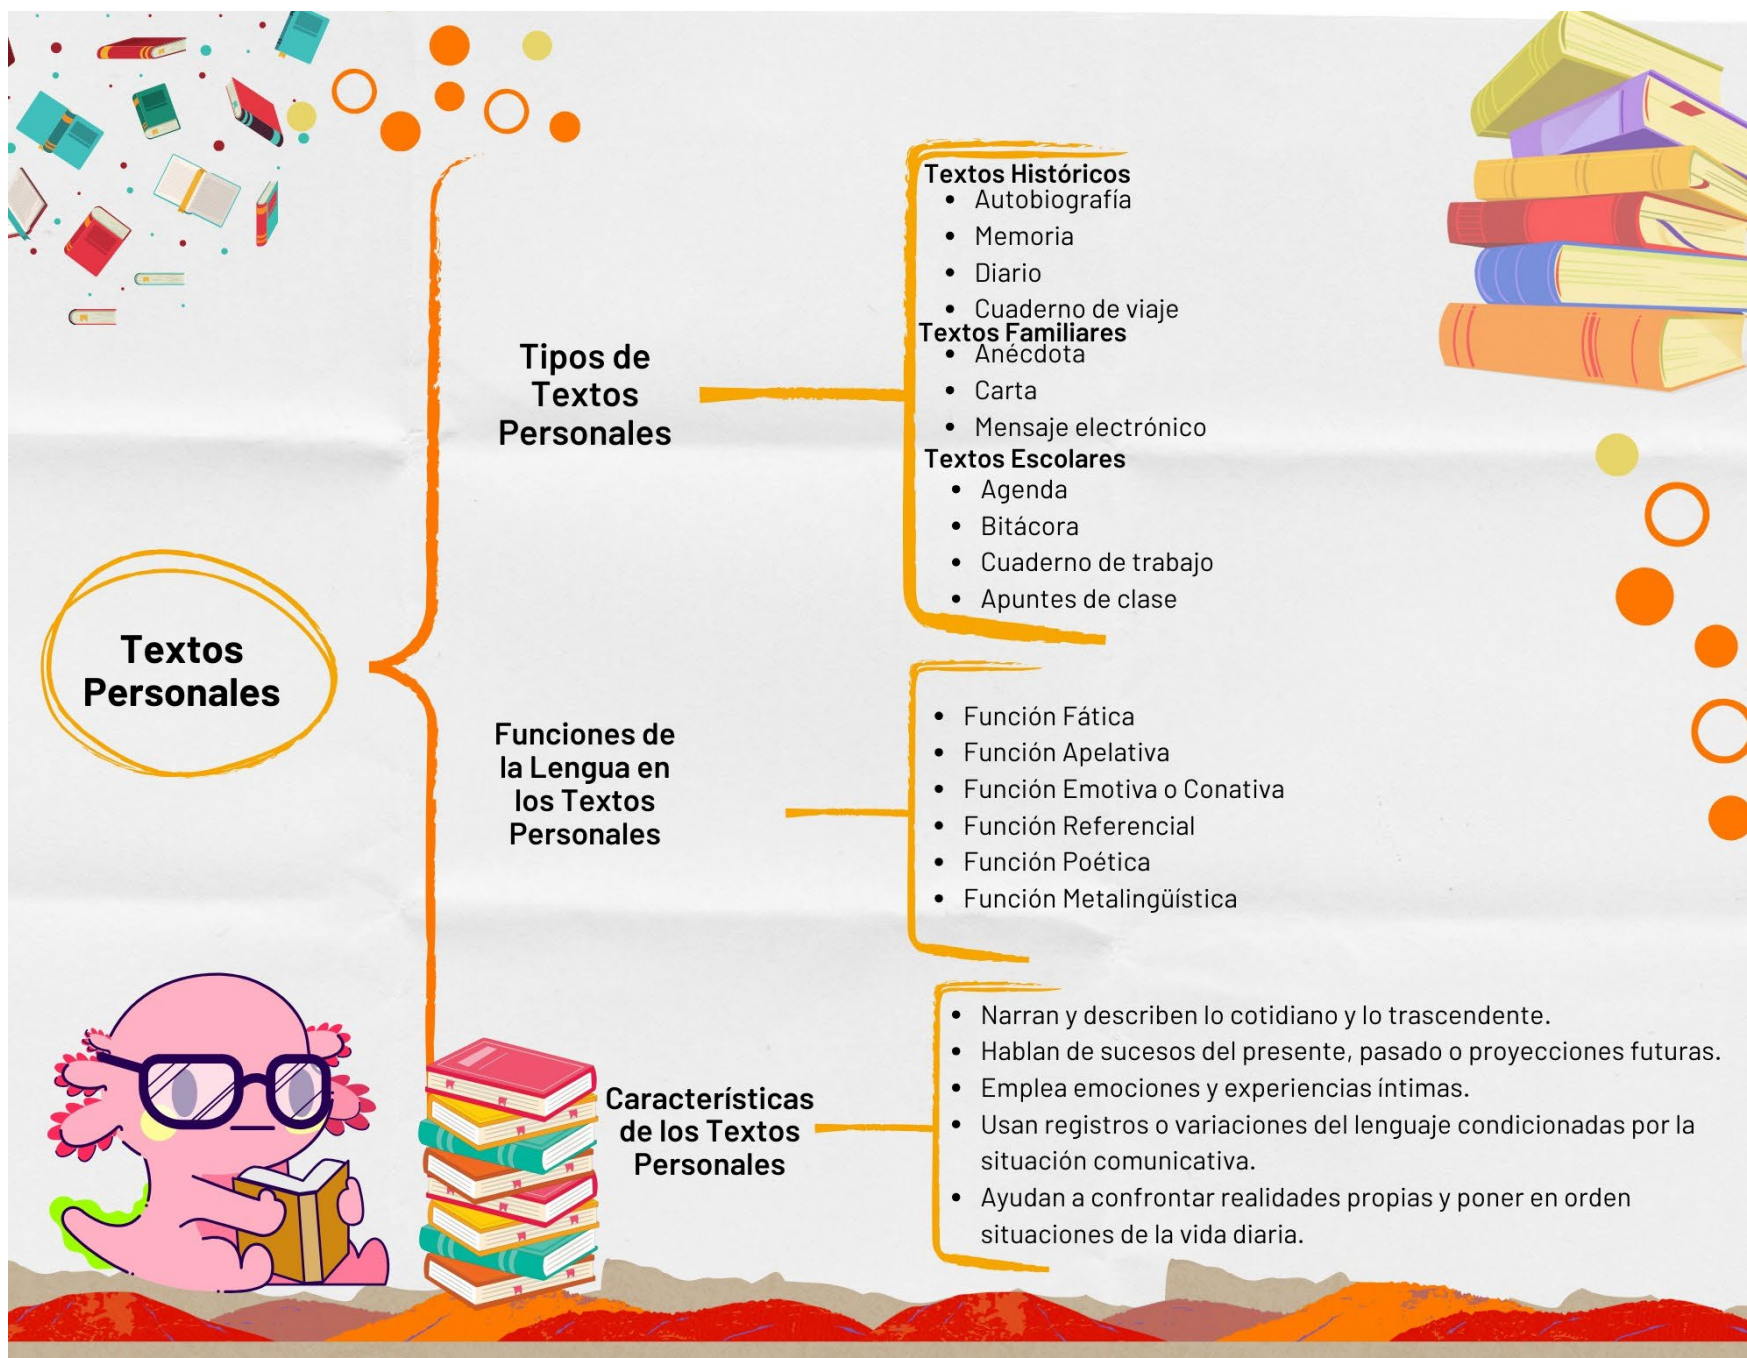 Textos
Personales
Tipos de
Textos
Personales
Textos Históricos
• Autobiografía
• Memoria
• Diario
• Cuaderno de viaje
Textos Familiares
• Anécdota
• Carta
• Mensaje electrónico
Textos Escolares
• Agenda
• Bitácora
• Cuaderno de trabajo
• Apuntes de clase
Funciones de
la Lengua en
los Textos
Personales
• Función Fática
• Función Apelativa
• Función Emotiva o Conativa
• Función Referencial
• Función Poética
• Función Metalingüística
Características
de los Textos
Personales
• Narran y describen lo cotidiano y lo trascendente.
• Hablan de sucesos del presente, pasado o proyecciones futuras.
• Emplea emociones y experiencias íntimas.
• Usan registros o variaciones del lenguaje condicionadas por la
situación comunicativa.
• Ayudan a confrontar realidades propias y poner en orden
situaciones de la vida diaria.